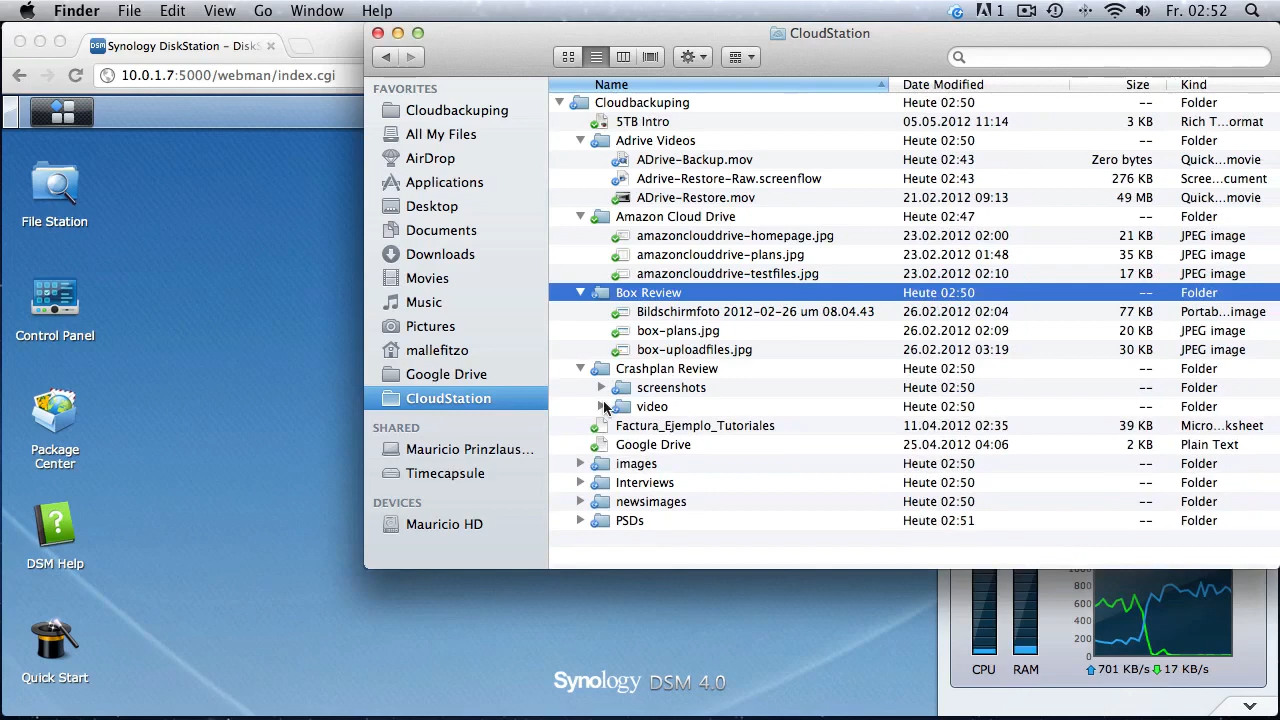 Finder File Edit View Go Window Help 1 Fr. 02:52
DSM Synology DiskStation – Disk
10.0.1.7:5000/webman/index.cgi
CloudStation
FAVORITES
Cloudbackuping
All My Files
AirDrop
Applications
Desktop
Documents
Downloads
Movies
Music
Pictures
mallefitzo
Google Drive
CloudStation
SHARED
Mauricio Prinzlaus...
Timecapsule
DEVICES
Mauricio HD
Name Date Modified Size Kind
Cloudbackuping Heute 02:50 -- Folder
5TB Intro 05.05.2012 11:14 3 KB Rich T...ormat
Adrive Videos Heute 02:50 -- Folder
ADrive-Backup.mov Heute 02:43 Zero bytes Quick...movie
Adrive-Restore-Raw.screenflow Heute 02:43 276 KB Scree...cument
ADrive-Restore.mov 21.02.2012 09:13 49 MB Quick...movie
Amazon Cloud Drive Heute 02:47 -- Folder
amazonclouddrive-homepage.jpg 23.02.2012 02:00 21 KB JPEG image
amazonclouddrive-plans.jpg 23.02.2012 01:48 35 KB JPEG image
amazonclouddrive-testfiles.jpg 23.02.2012 02:10 17 KB JPEG image
Box Review Heute 02:50 -- Folder
Bildschirmfoto 2012-02-26 um 08.04.43 26.02.2012 02:04 77 KB Portab...image
box-plans.jpg 26.02.2012 02:09 20 KB JPEG image
box-uploadfiles.jpg 26.02.2012 03:19 30 KB JPEG image
Crashplan Review Heute 02:50 -- Folder
screenshots Heute 02:50 -- Folder
video Heute 02:50 -- Folder
Factura_Ejemplo_Tutoriales 11.04.2012 02:35 39 KB Micro...ksheet
Google Drive 25.04.2012 04:06 2 KB Plain Text
images Heute 02:50 -- Folder
Interviews Heute 02:50 -- Folder
newsimages Heute 02:50 -- Folder
PSDs Heute 02:51 -- Folder
File Station
Control Panel
Package
Center
DSM Help
Quick Start
800
600
400
200
0
CPU RAM 701 KB/s 17 KB/s
Synology DSM 4.0